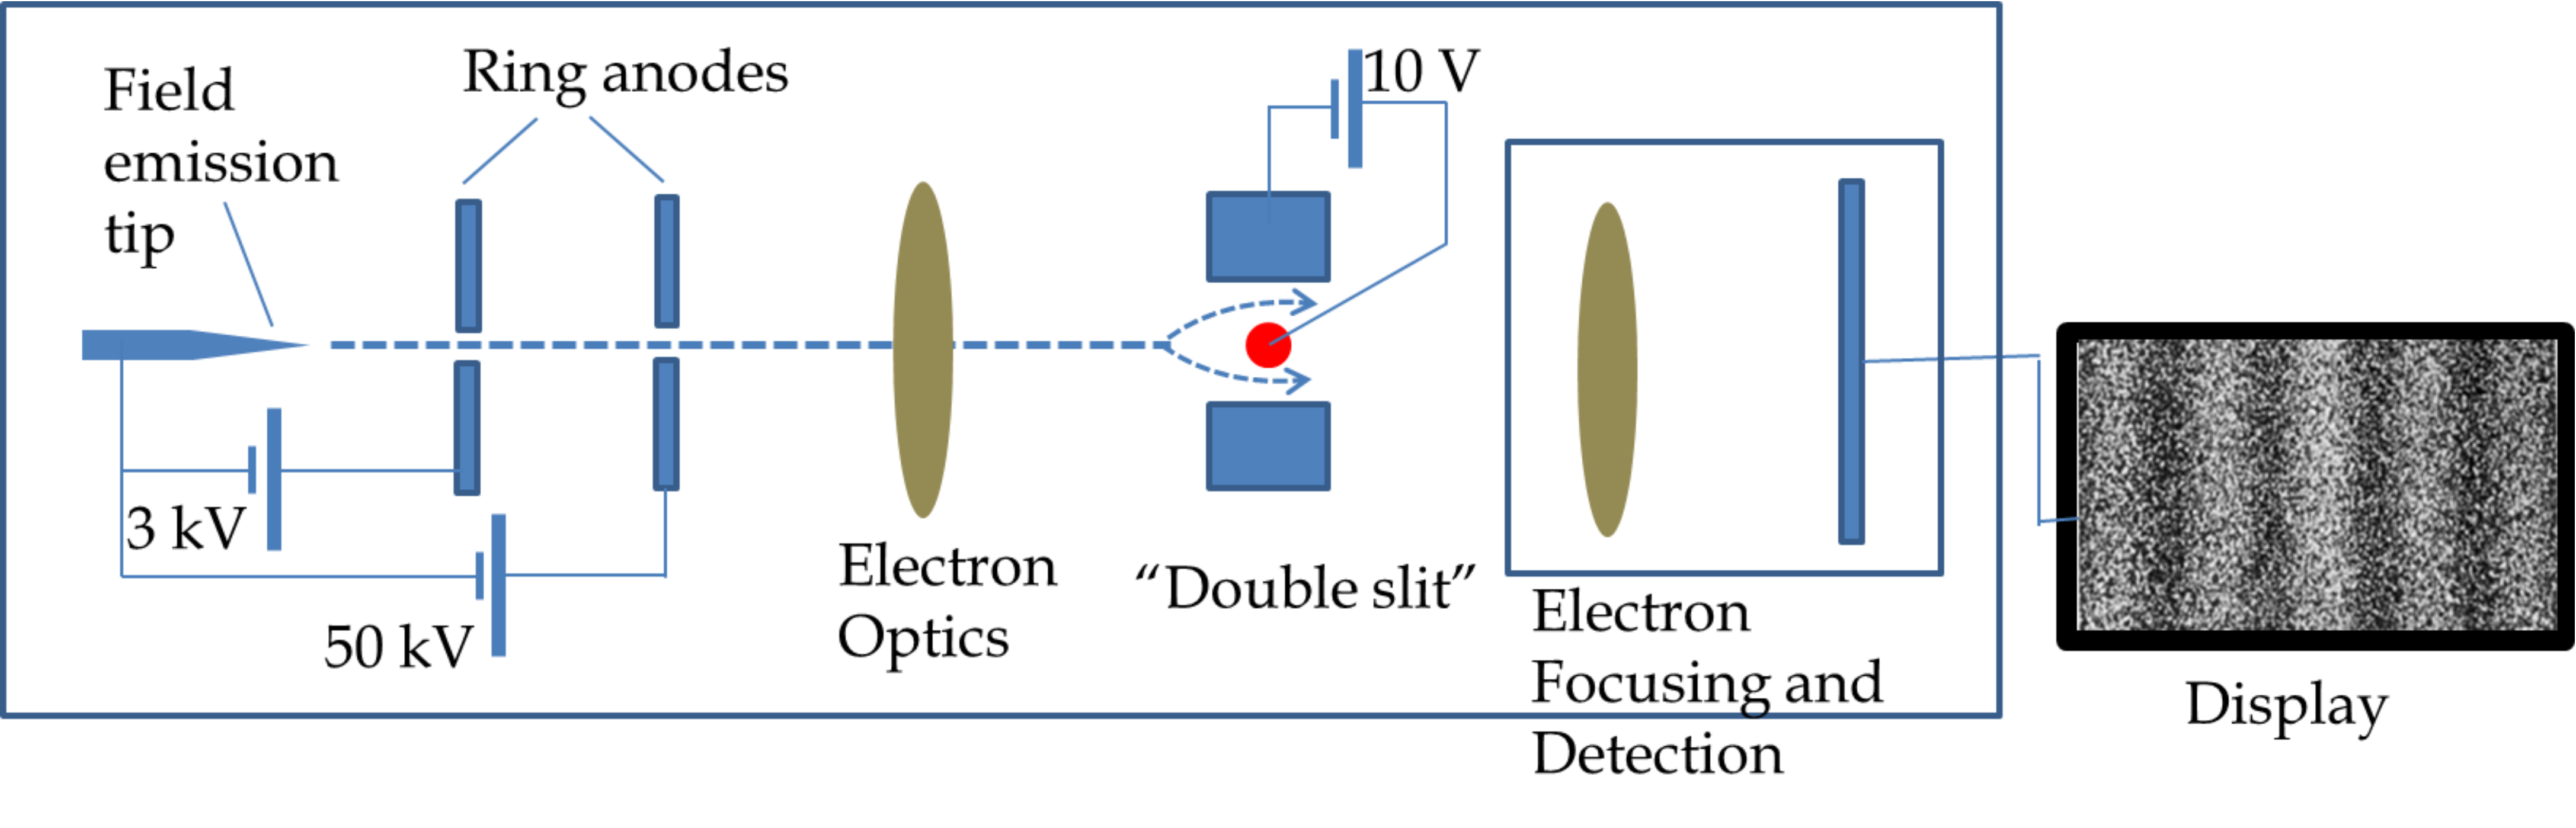 Field
emission
tip
Ring anodes
10 V
3 kV
50 kV
Electron
Optics
“Double slit”
Electron
Focusing and
Detection
Display